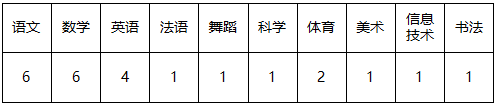 语文 数学 英语 法语 舞蹈 科学 体育 美术 信息技术 书法
6 6 4 1 1 1 2 1 1 1